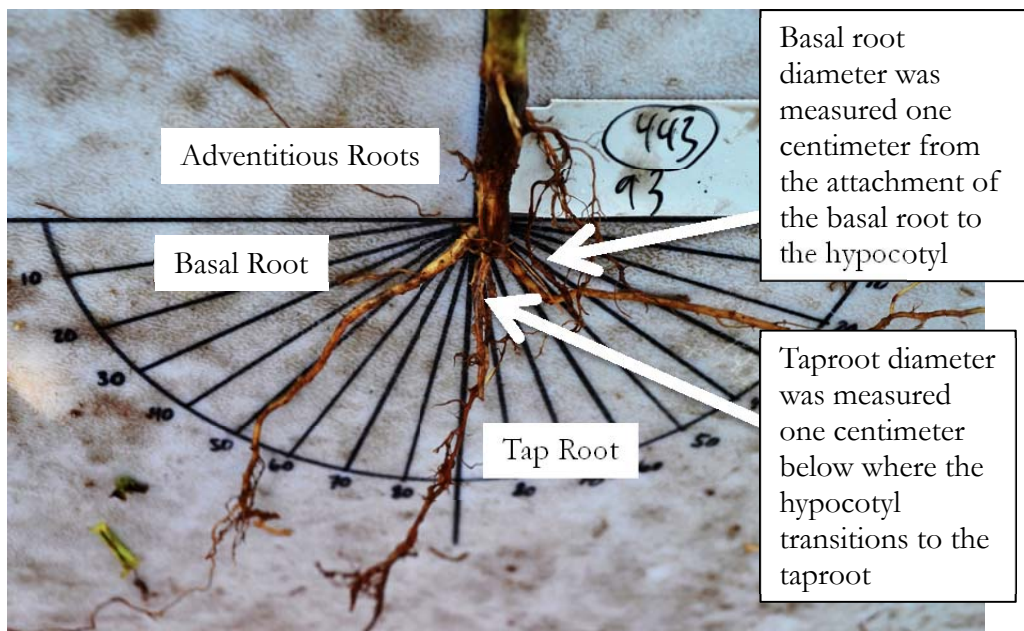 Basal root
diameter was
measured one
centimeter from
the attachment of
the basal root to
the hypocotyl
443
93
Adventitious Roots
Basal Root
10
20
30
40
50
60
70
80
10
50
60
80
Tap Root
Taproot diameter
was measured
one centimeter
below where the
hypocotyl
transitions to the
taproot